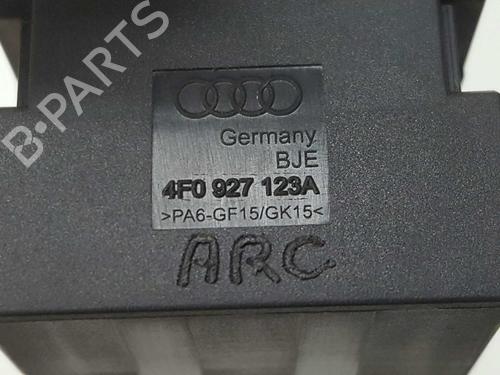 B-PARTS
Germany
BJE
4F0 927 123A
>PA6-GF15/GK15<
ARC